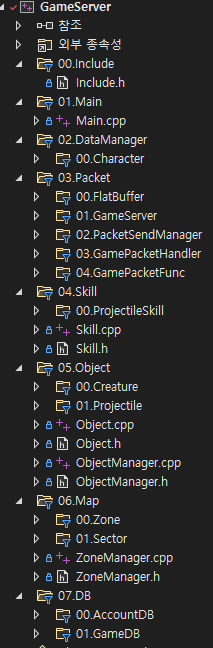 GameServer
참조
외부 종속성
00.Include
Include.h
01.Main
Main.cpp
02.DataManager
00.Character
03.Packet
00.FlatBuffer
01.GameServer
02.PacketSendManager
03.GamePacketHandler
04.GamePacketFunc
04.Skill
00.ProjectileSkill
Skill.cpp
Skill.h
05.Object
00.Creature
01.Projectile
Object.cpp
Object.h
ObjectManager.cpp
ObjectManager.h
06.Map
00.Zone
01.Sector
ZoneManager.cpp
ZoneManager.h
07.DB
00.AccountDB
01.GameDB